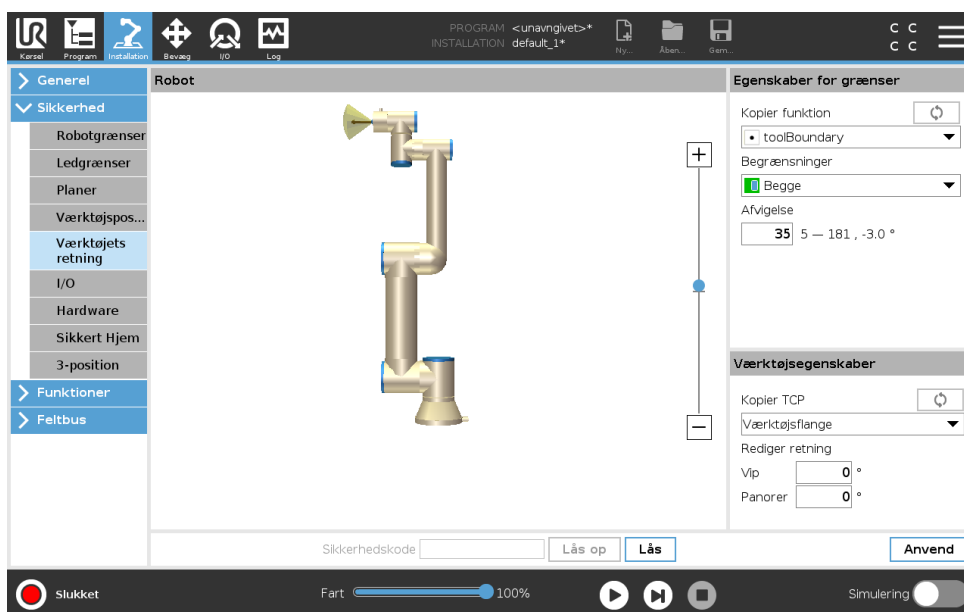 PROGRAM <unavngivet>*
INSTALLATION default_1*
Kørsel Program Installation Bevæg I/O Log
Ny... Åben... Gem...
C C
C C
Generel
Sikkerhed
Robotgrænser
Ledgrænser
Planer
Værktøjspos...
Værktøjets
retning
I/O
Hardware
Sikkert Hjem
3-position
Funktioner
Feltbus
Robot
Egenskaber for grænser
Kopier funktion
toolBoundary
Begrænsninger
Begge
Afvigelse
35 5 — 181 , -3.0 °
Værktøjsegenskaber
Kopier TCP
Værktøjsflange
Rediger retning
Vip 0 °
Panorer 0 °
Sikkerhedskode Lås op Lås Anvend
Slukket Fart 100% Simulering